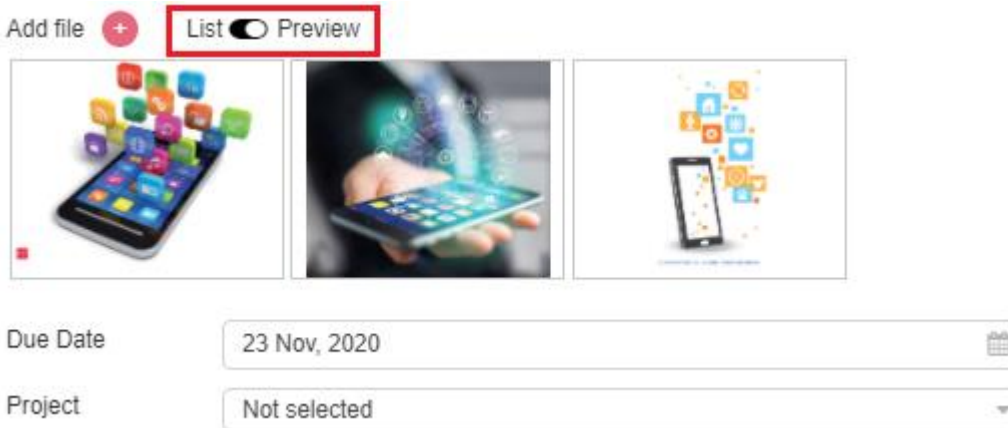 Add file + List Preview
Due Date 23 Nov, 2020
Project Not selected